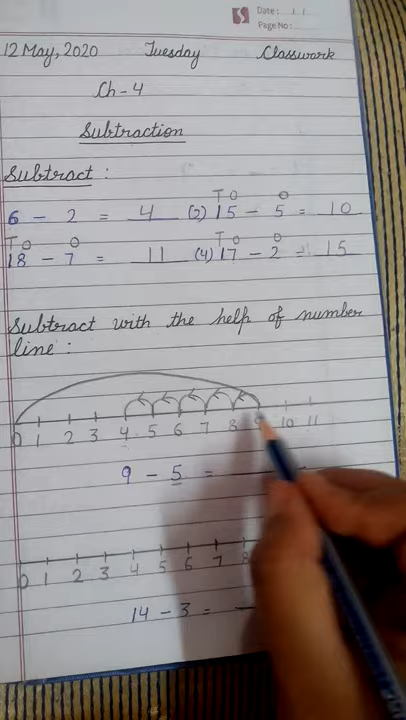 Date: 11
Page No:
12 May, 2020 Tuesday Classwork
Ch-4
Subtraction
Subtract:
6 - 2 = 4 (2) T O 15 - O 5 = 10
T O 18 - O 7 = 11 (4) T O 17 - O 2 = 15
Subtract with the help of number
line:
0 1 2 3 4 5 6 7 8 9 10 11
9 - 5 =
0 1 2 3 4 5 6 7 8
14 - 3 =